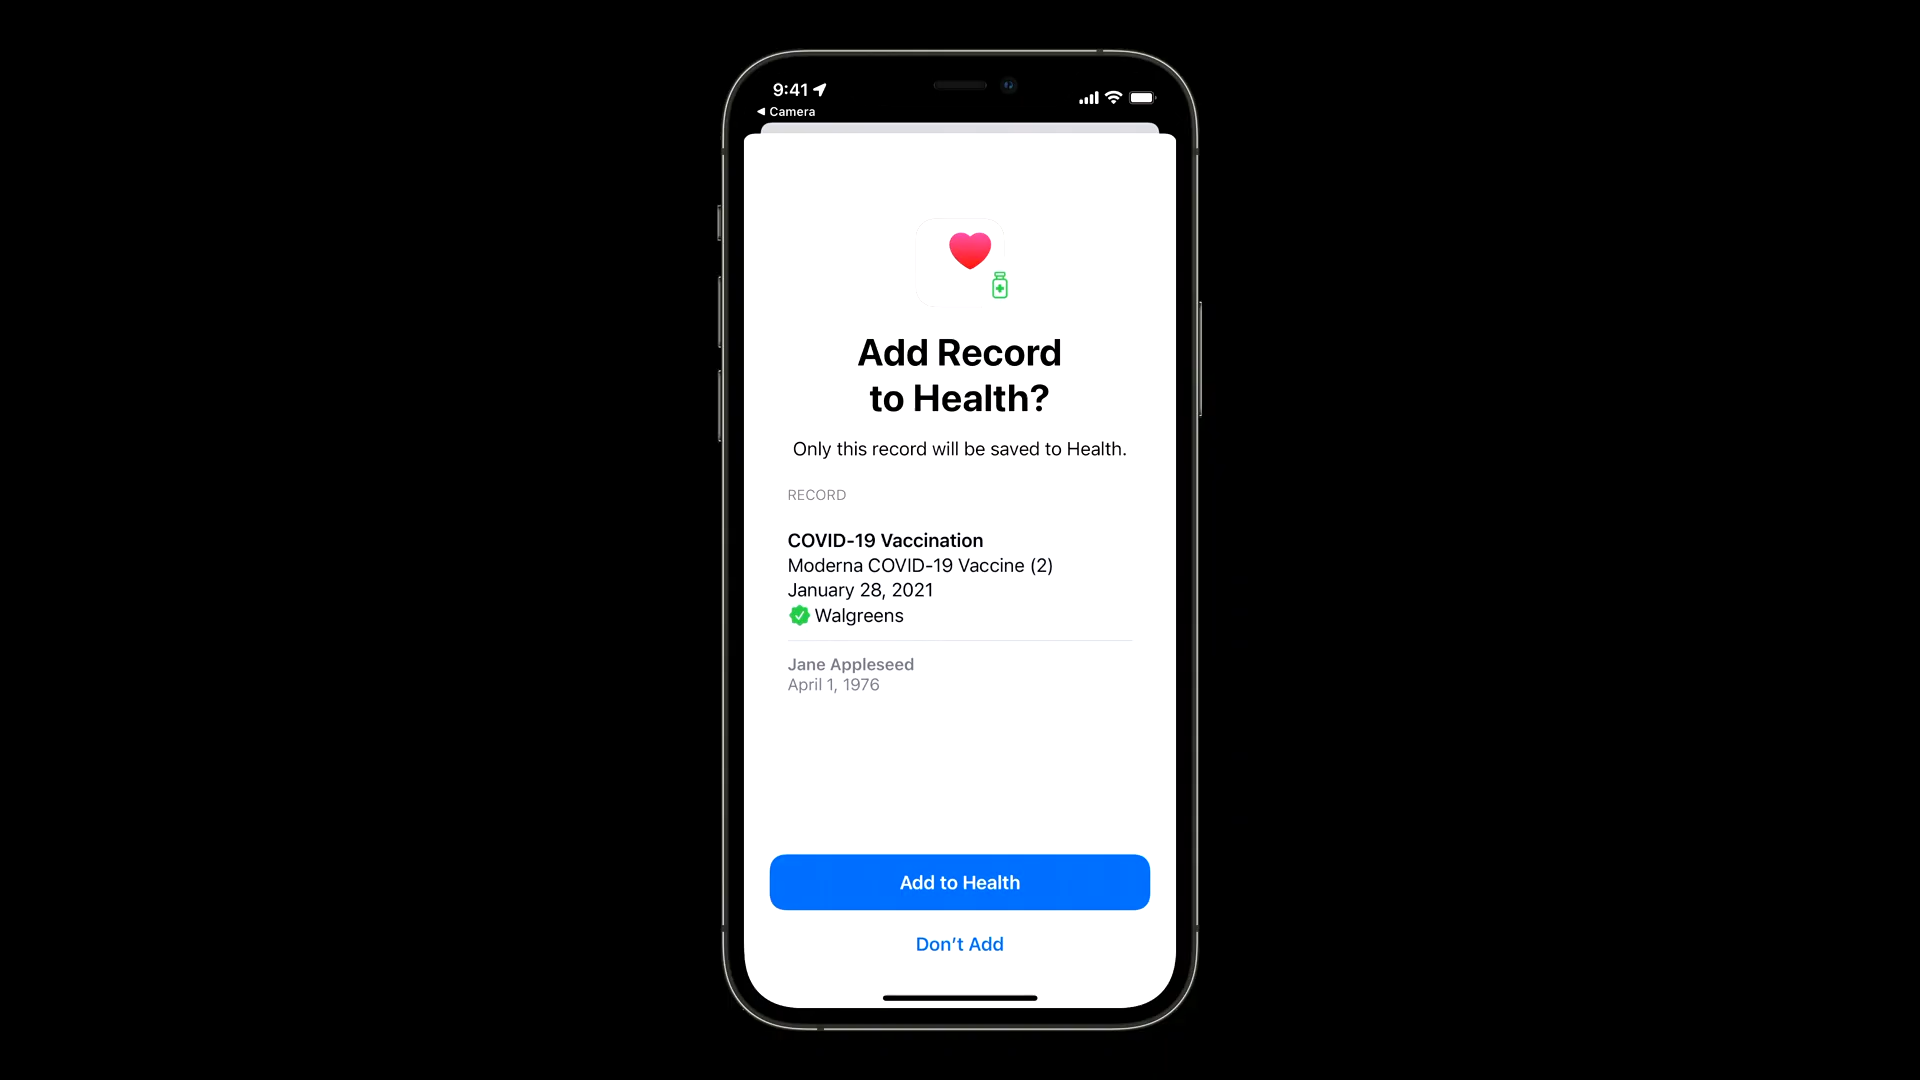 9:41
◀ Camera
Add Record
to Health?
Only this record will be saved to Health.
RECORD
COVID-19 Vaccination
Moderna COVID-19 Vaccine (2)
January 28, 2021
Walgreens
Jane Appleseed
April 1, 1976
Add to Health
Don’t Add